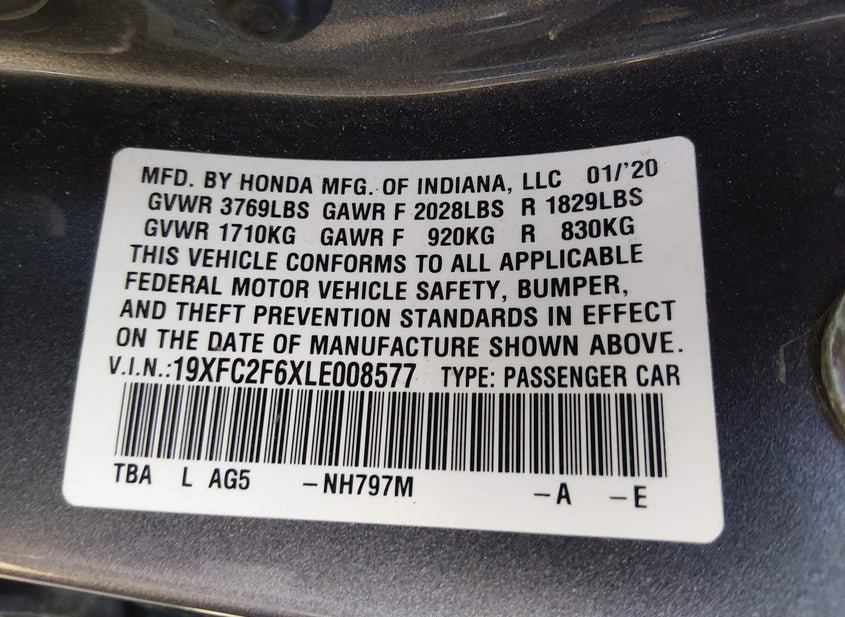 MFD. BY HONDA MFG. OF INDIANA, LLC 01/'20
GVWR 3769LBS GAWR F 2028LBS R 1829LBS
GVWR 1710KG GAWR F 920KG R 830KG
THIS VEHICLE CONFORMS TO ALL APPLICABLE
FEDERAL MOTOR VEHICLE SAFETY, BUMPER,
AND THEFT PREVENTION STANDARDS IN EFFECT
ON THE DATE OF MANUFACTURE SHOWN ABOVE.
V.I.N.:19XFC2F6XLE008577 TYPE: PASSENGER CAR
TBA L AG5 -NH797M -A -E